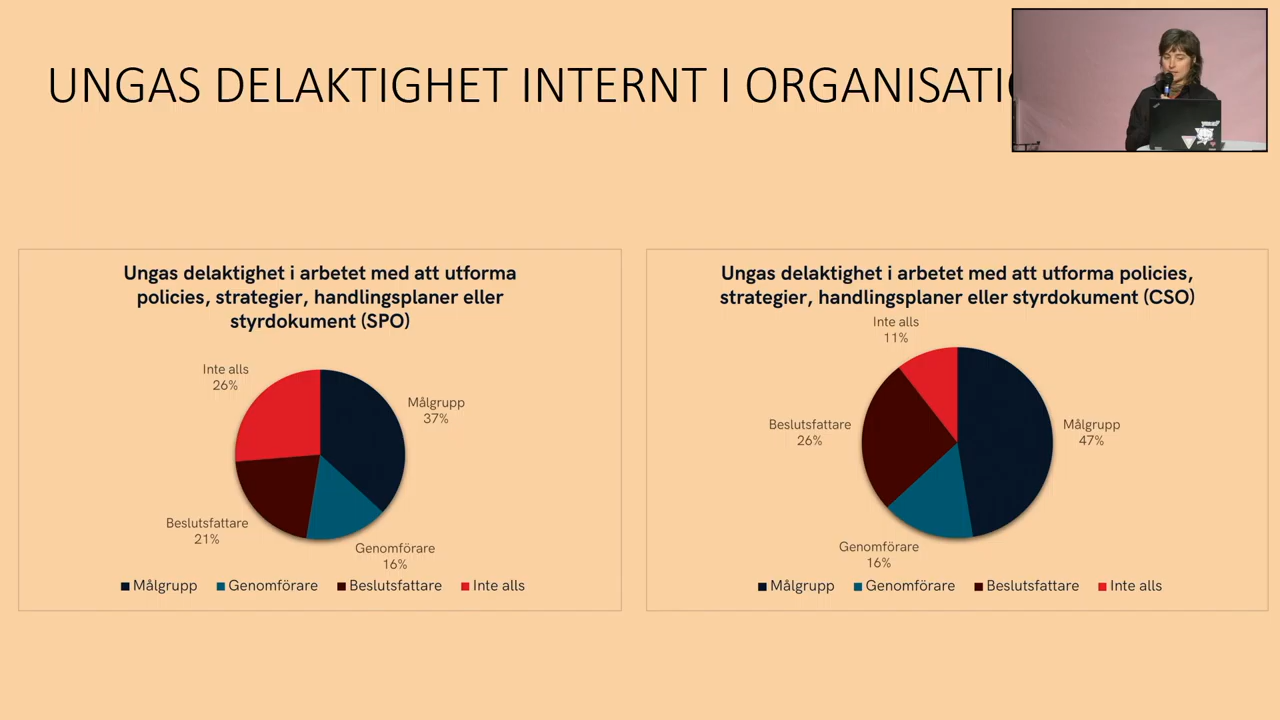 UNGAS DELAKTIGHET INTERNT I
Ungas delaktighet i arbetet med att utforma
policies, strategier, handlingsplaner eller
styrdokument (SPO)
Inte alls
26%
Målgrupp
37%
Beslutsfattare
21%
Genomförare
16%
Målgrupp Genomförare Beslutsfattare Inte alls
Ungas delaktighet i arbetet med att utforma policies,
strategier, handlingsplaner eller styrdokument (CSO)
Inte alls
11%
Beslutsfattare
26%
Målgrupp
47%
Genomförare
16%
Målgrupp Genomförare Beslutsfattare Inte alls